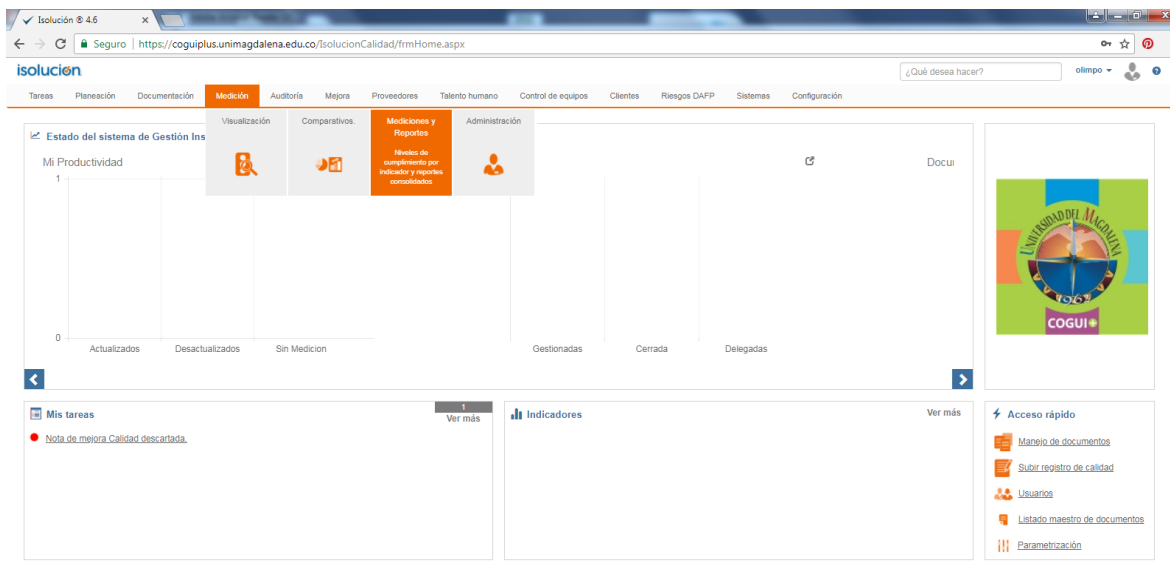 Isolución ® 4.6
Seguro | https://coguiplus.unimagdalena.edu.co/IsolucionCalidad/frmHome.aspx
isolución
¿Qué desea hacer?
olimpo
Tareas Planeación Documentación Medición Auditoría Mejora Proveedores Talento humano Control de equipos Clientes Riesgos DAFP Sistemas Configuración
Visualización
Comparativos.
Mediciones y
Reportes
Niveles de
cumplimiento por
indicador y reportes
consolidados
Administración
Estado del sistema de Gestión Ins
Mi Productividad
Docu
1
0
Actualizados Desactualizados Sin Medicion
Gestionadas Cerrada Delegadas
UNIVERSIDAD DEL MAGDALENA
1962
COGUI+
Mis tareas
1
Ver más
Nota de mejora Calidad descartada.
Indicadores
Ver más
Acceso rápido
Manejo de documentos
Subir registro de calidad
Usuarios
Listado maestro de documentos
Parametrización